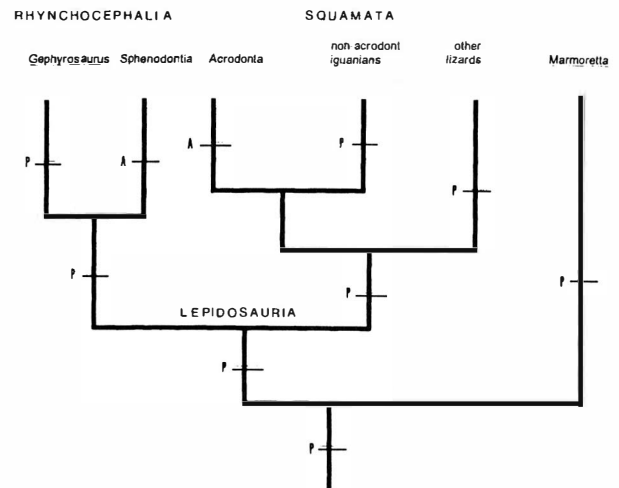 RHYNCHOCEPHALIA SQUAMATA
Gephyrosaurus Sphenodontia Acrodonta non-acrodont iguanians other lizards Marmoretta
A P
P A
P
P P
P
LEPIDOSAURIA
P
P